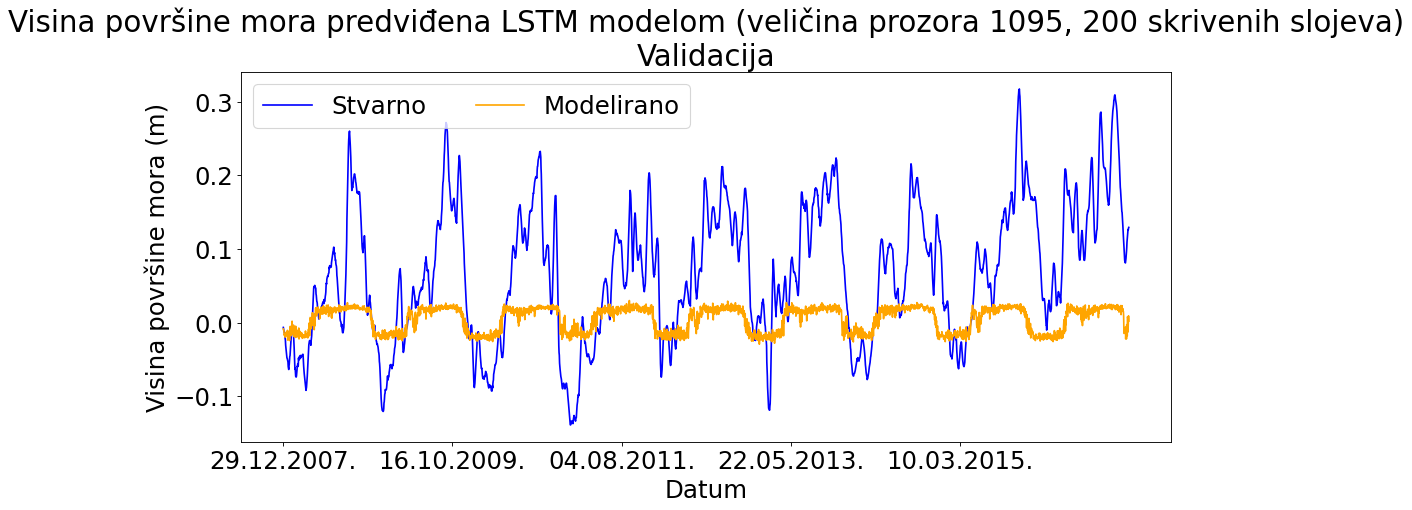 Visina površine mora predviđena LSTM modelom (veličina prozora 1095, 200 skrivenih slojeva)
Validacija
Stvarno Modelirano
Visina površine mora (m)
0.3
0.2
0.1
0.0
−0.1
29.12.2007. 16.10.2009. 04.08.2011. 22.05.2013. 10.03.2015.
Datum